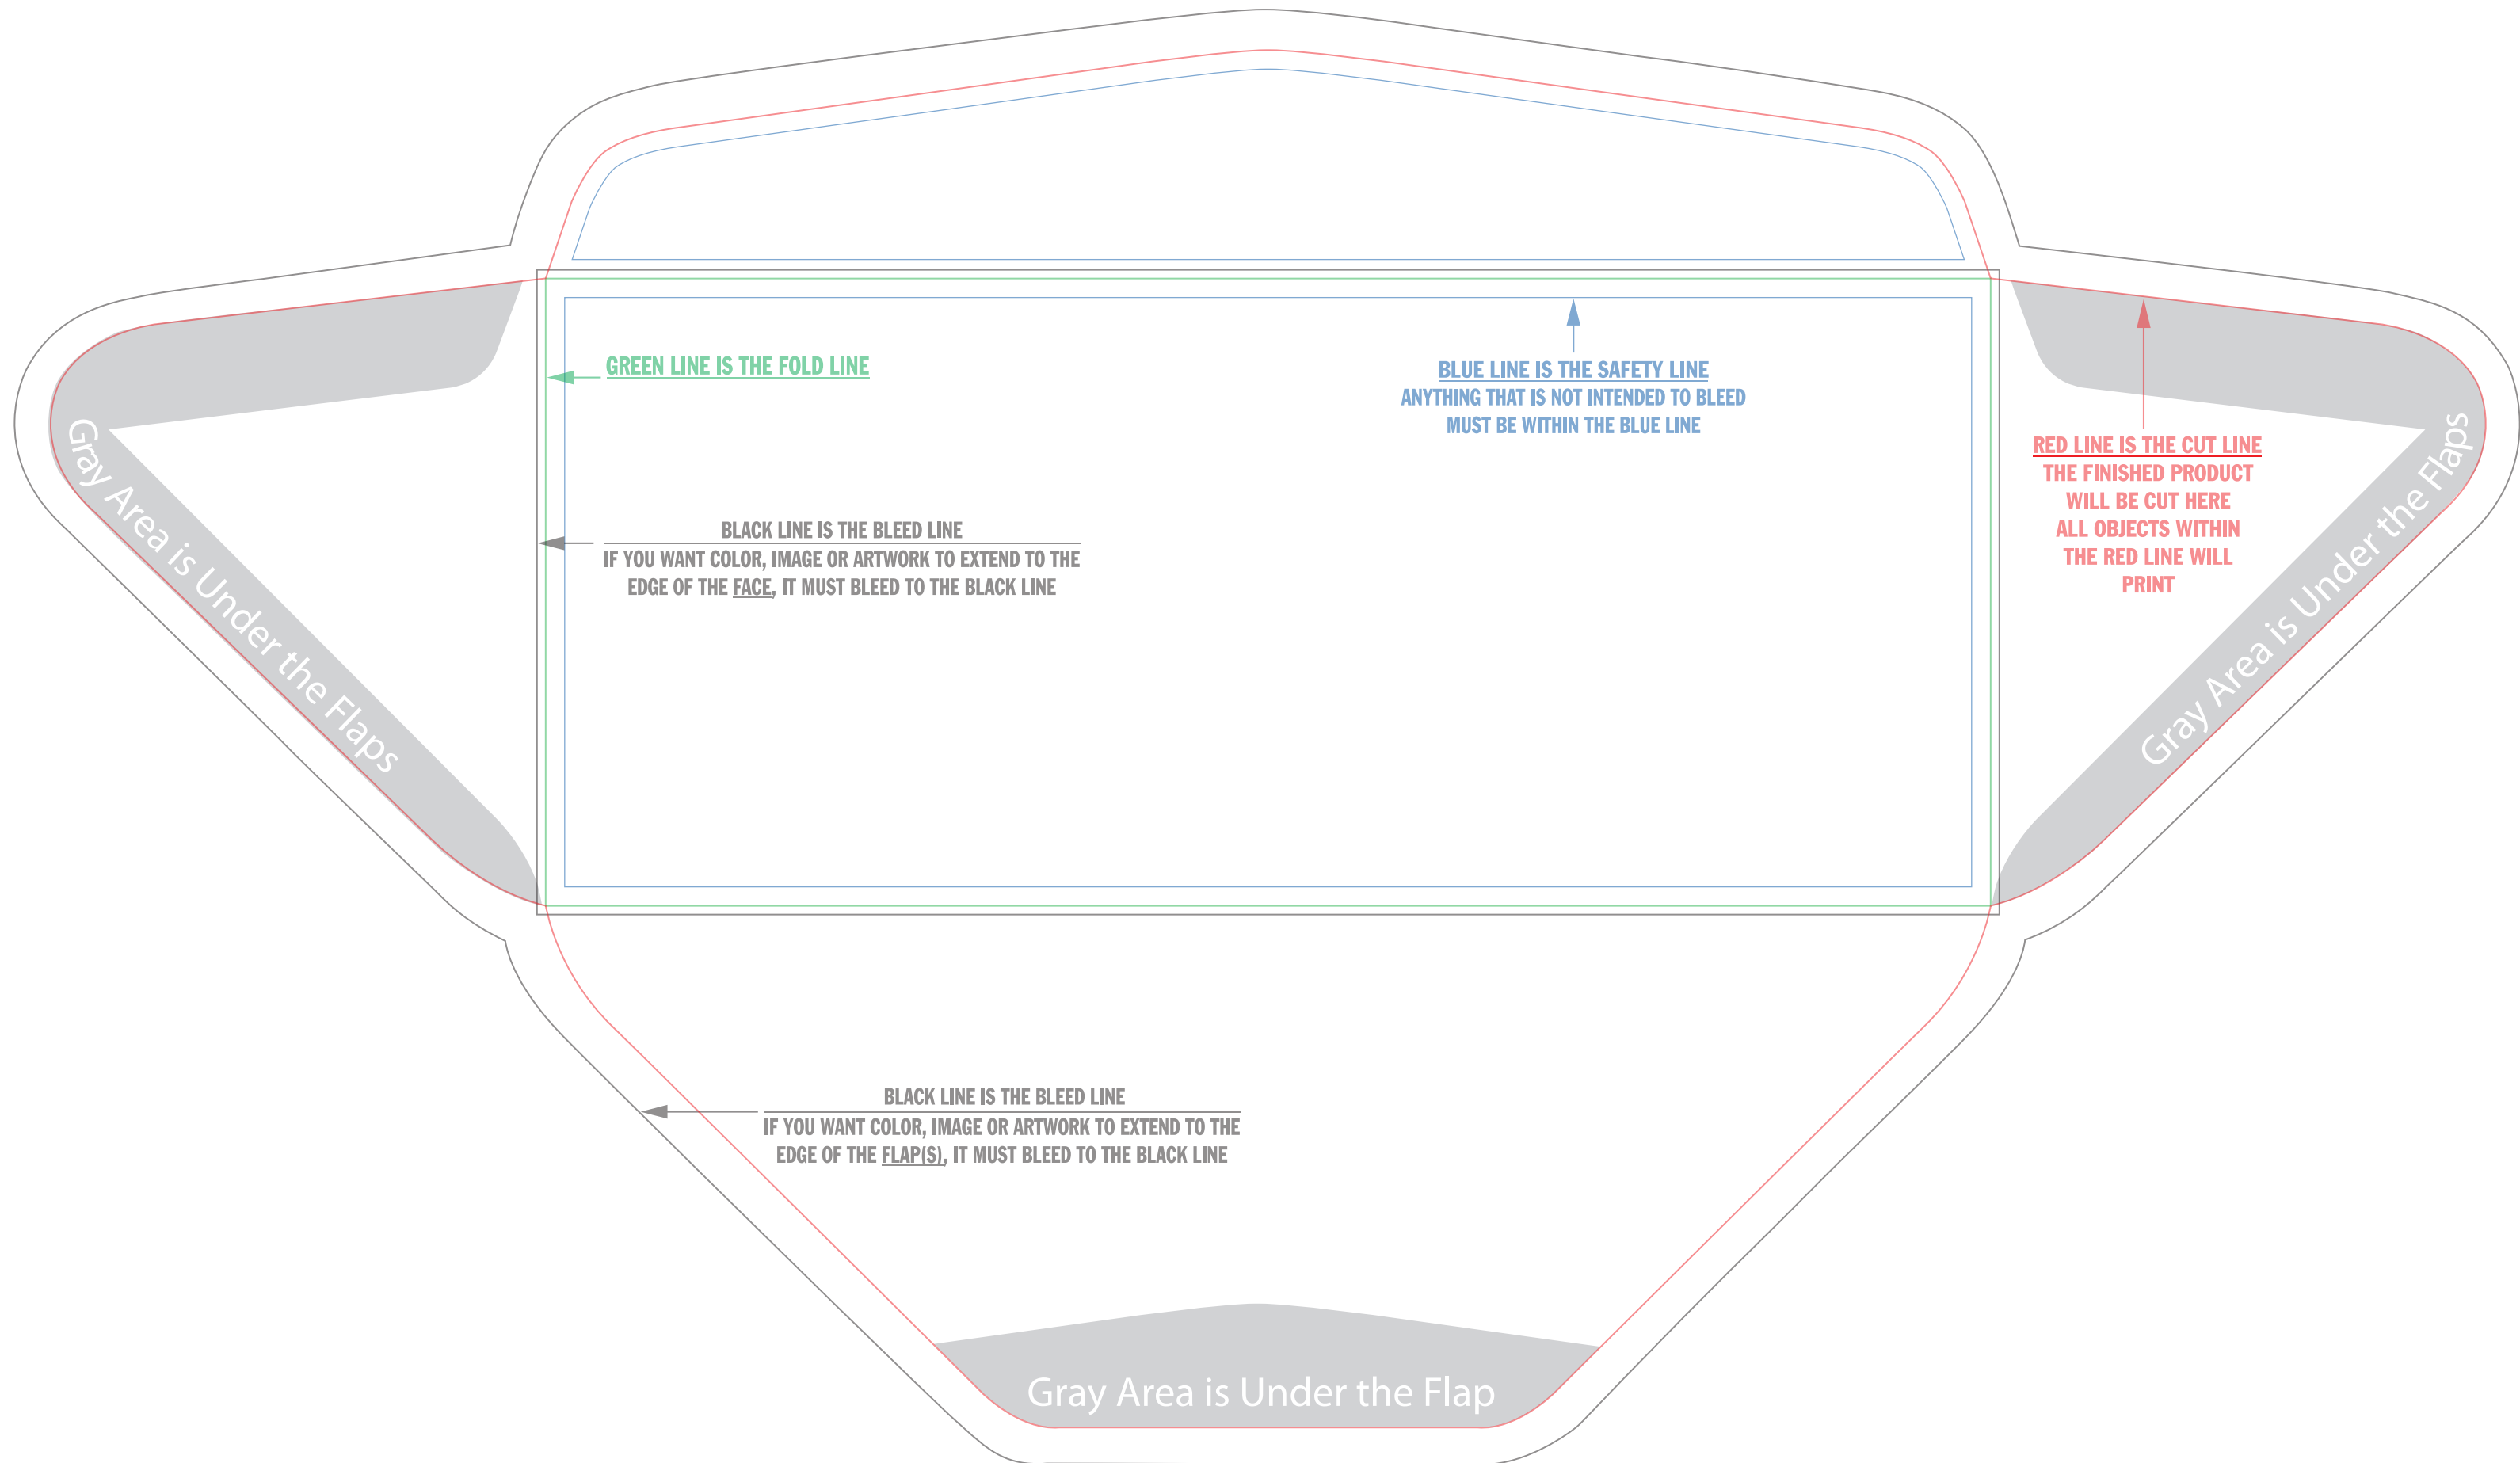 GREEN LINE IS THE FOLD LINE
BLUE LINE IS THE SAFETY LINE
ANYTHING THAT IS NOT INTENDED TO BLEED
MUST BE WITHIN THE BLUE LINE
RED LINE IS THE CUT LINE
THE FINISHED PRODUCT
WILL BE CUT HERE
ALL OBJECTS WITHIN
THE RED LINE WILL
PRINT
BLACK LINE IS THE BLEED LINE
IF YOU WANT COLOR, IMAGE OR ARTWORK TO EXTEND TO THE
EDGE OF THE FACE, IT MUST BLEED TO THE BLACK LINE
Gray Area is Under the Flaps
Gray Area is Under the Flaps
BLACK LINE IS THE BLEED LINE
IF YOU WANT COLOR, IMAGE OR ARTWORK TO EXTEND TO THE
EDGE OF THE FLAP(S), IT MUST BLEED TO THE BLACK LINE
Gray Area is Under the Flap